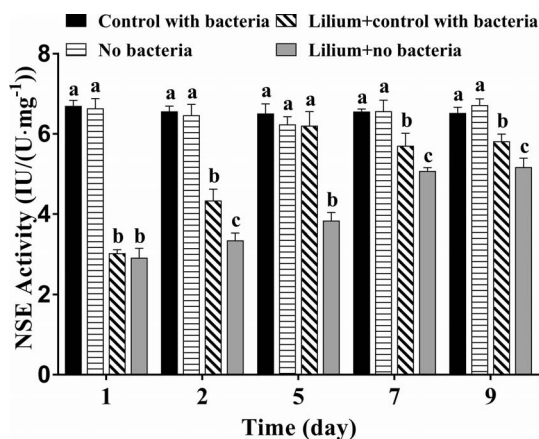 Control with bacteria
Lilium+control with bacteria
No bacteria
Lilium+no bacteria
NSE Activity (IU/(U·mg⁻¹))
8
6
4
2
0
a a b b
a a b c
a a a b
a a b c
a a b c
1 2 5 7 9
Time (day)